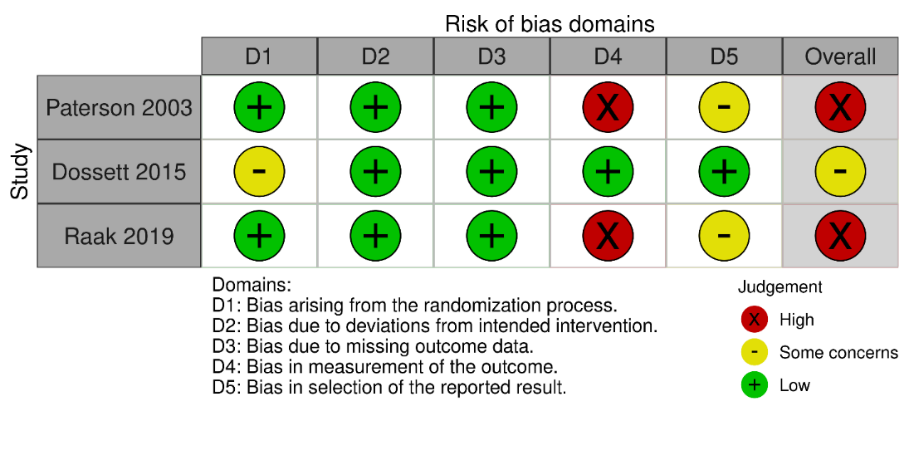 Risk of bias domains
D1 D2 D3 D4 D5 Overall
Study
Paterson 2003 + + + X - X
Dossett 2015 - + + + + -
Raak 2019 + + + X - X
Domains:
D1: Bias arising from the randomization process.
D2: Bias due to deviations from intended intervention.
D3: Bias due to missing outcome data.
D4: Bias in measurement of the outcome.
D5: Bias in selection of the reported result.
Judgement
X High
- Some concerns
+ Low